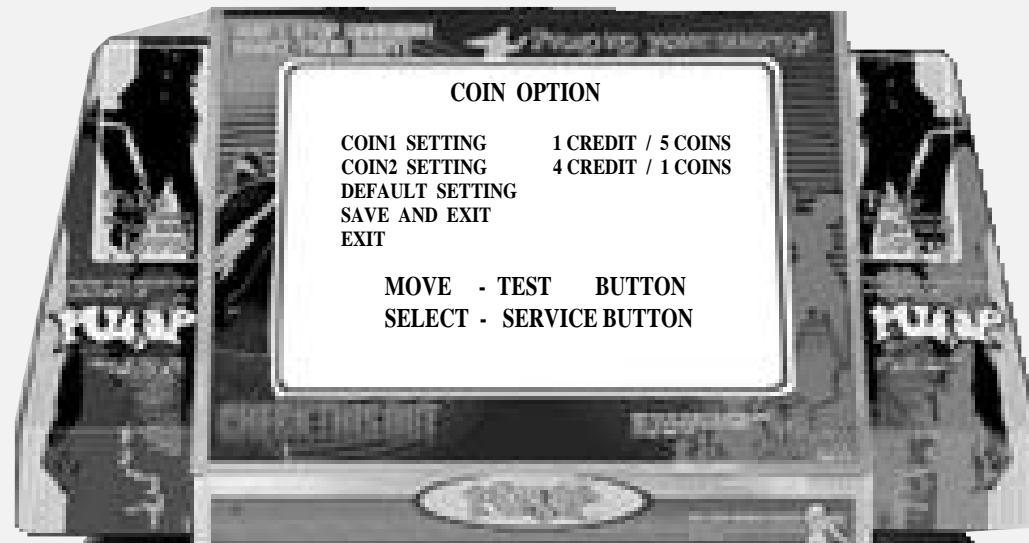 COIN OPTION
COIN1 SETTING 1 CREDIT / 5 COINS
COIN2 SETTING 4 CREDIT / 1 COINS
DEFAULT SETTING
SAVE AND EXIT
EXIT
MOVE - TEST BUTTON
SELECT - SERVICE BUTTON